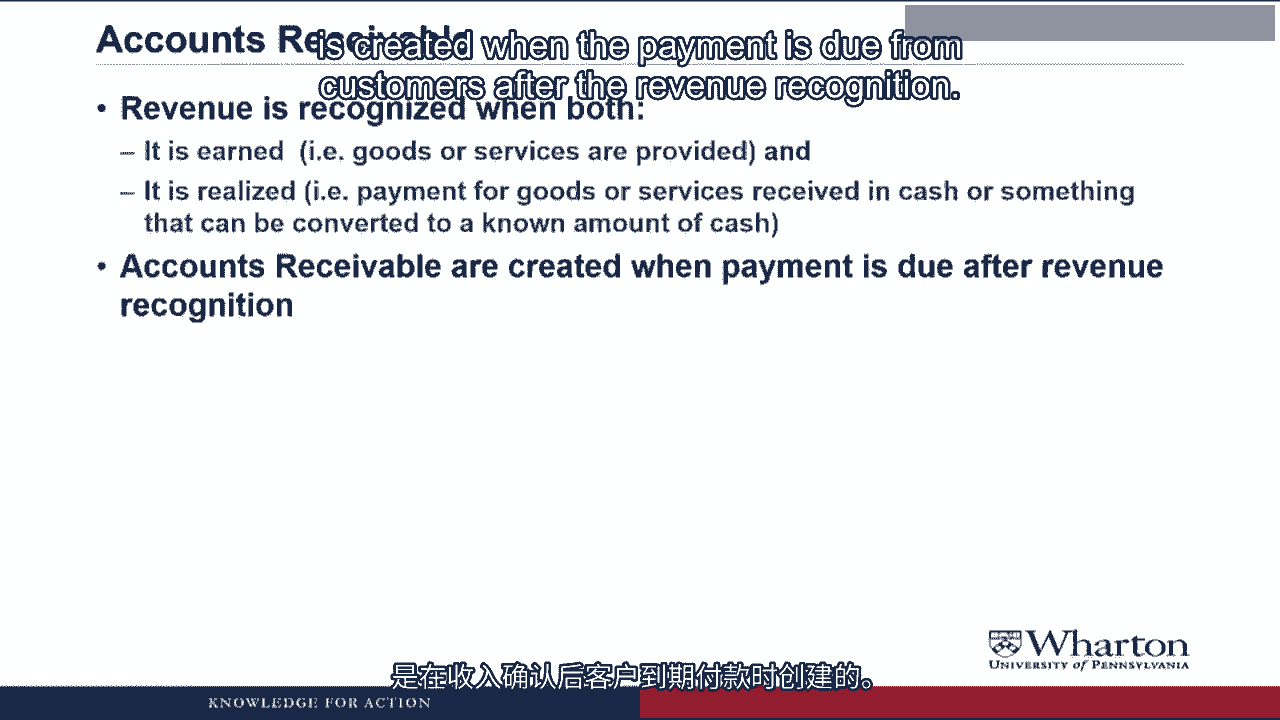 Accounts Receivable
is created when the payment is due from
customers after the revenue recognition.
• Revenue is recognized when both:
– It is earned (i.e. goods or services are provided) and
– It is realized (i.e. payment for goods or services received in cash or something
that can be converted to a known amount of cash)
• Accounts Receivable are created when payment is due after revenue
recognition
Wharton
UNIVERSITY of PENNSYLVANIA
是在收入确认后客户到期付款时创建的。
KNOWLEDGE FOR ACTION